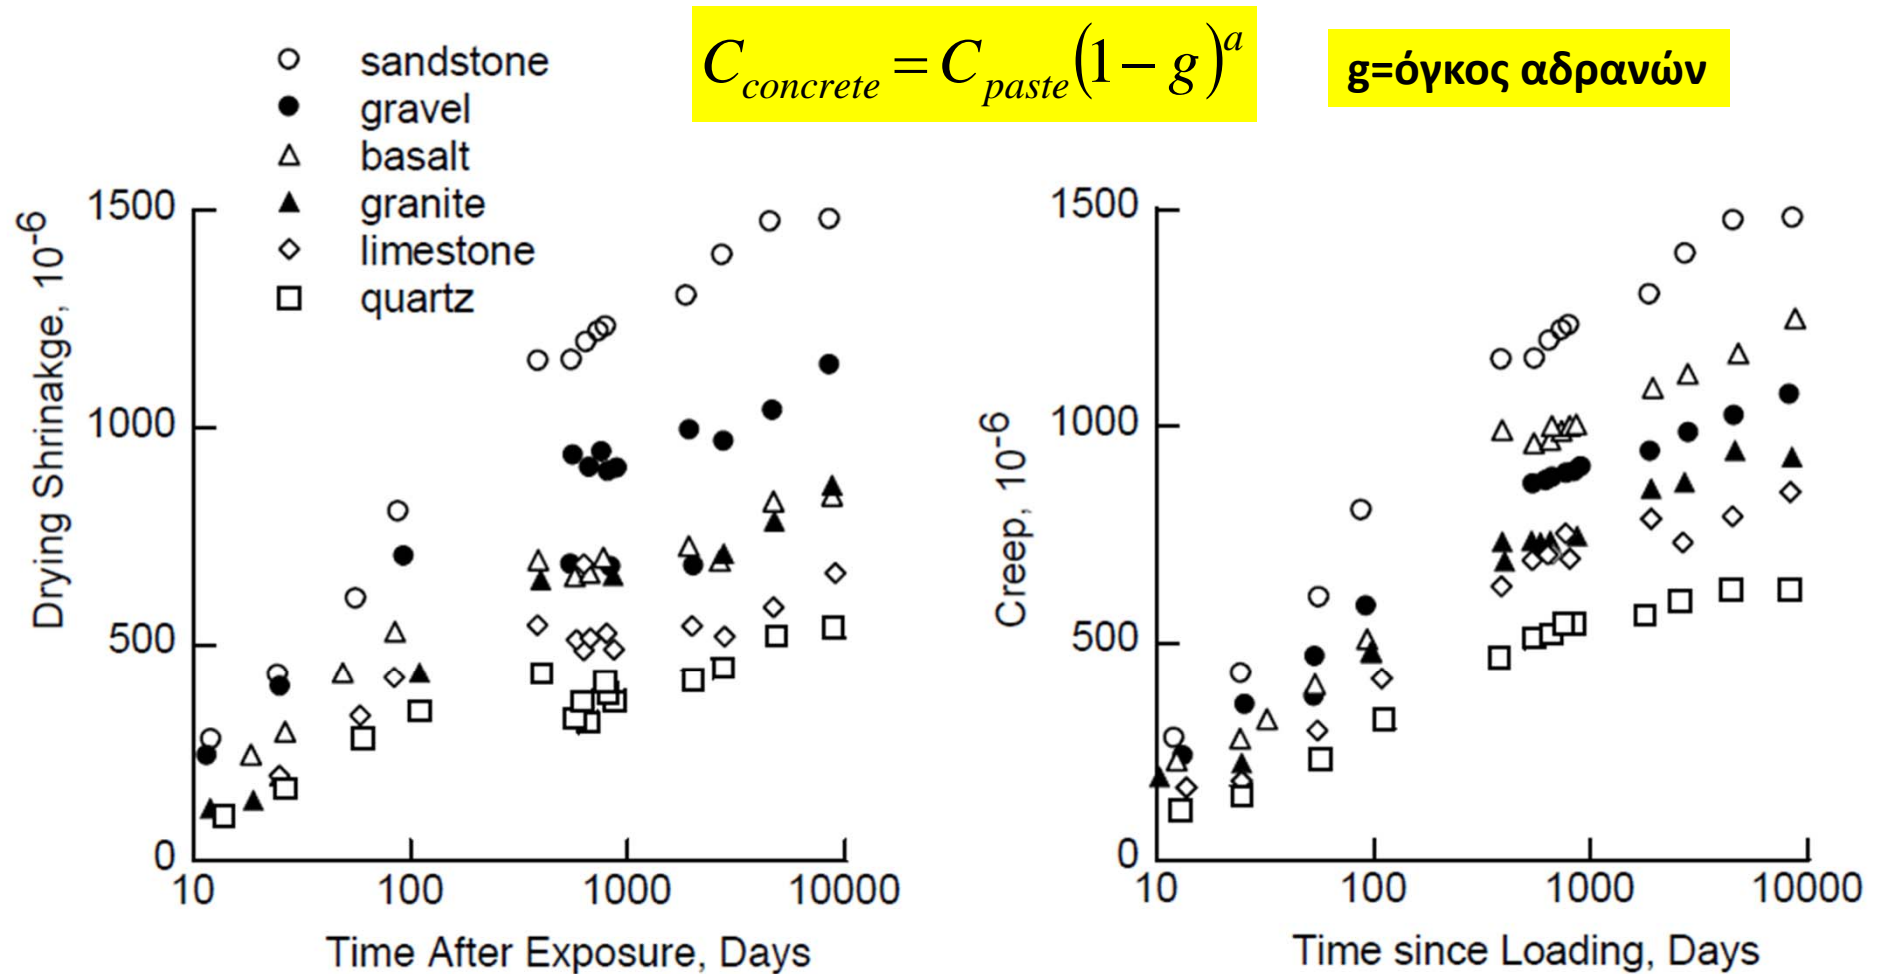 C_concrete = C_paste (1 − g)^a
g=όγκος αδρανών
sandstone
gravel
basalt
granite
limestone
quartz
Drying Shrinakge, 10^-6
1500
1000
500
0
10 100 1000 10000
Time After Exposure, Days
Creep, 10^-6
1500
1000
500
0
10 100 1000 10000
Time since Loading, Days